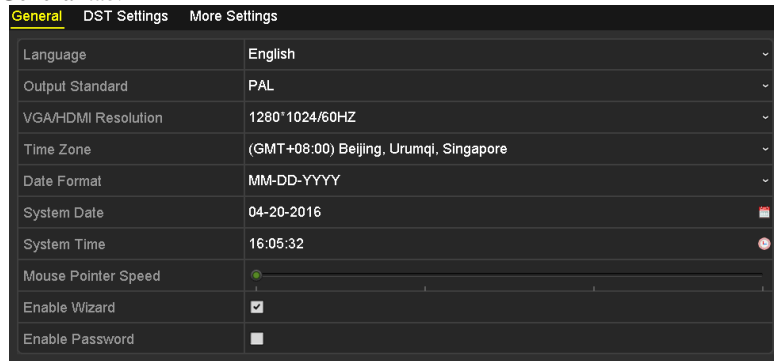 General DST Settings More Settings
Language English
Output Standard PAL
VGA/HDMI Resolution 1280*1024/60HZ
Time Zone (GMT+08:00) Beijing, Urumqi, Singapore
Date Format MM-DD-YYYY
System Date 04-20-2016
System Time 16:05:32
Mouse Pointer Speed
Enable Wizard
Enable Password